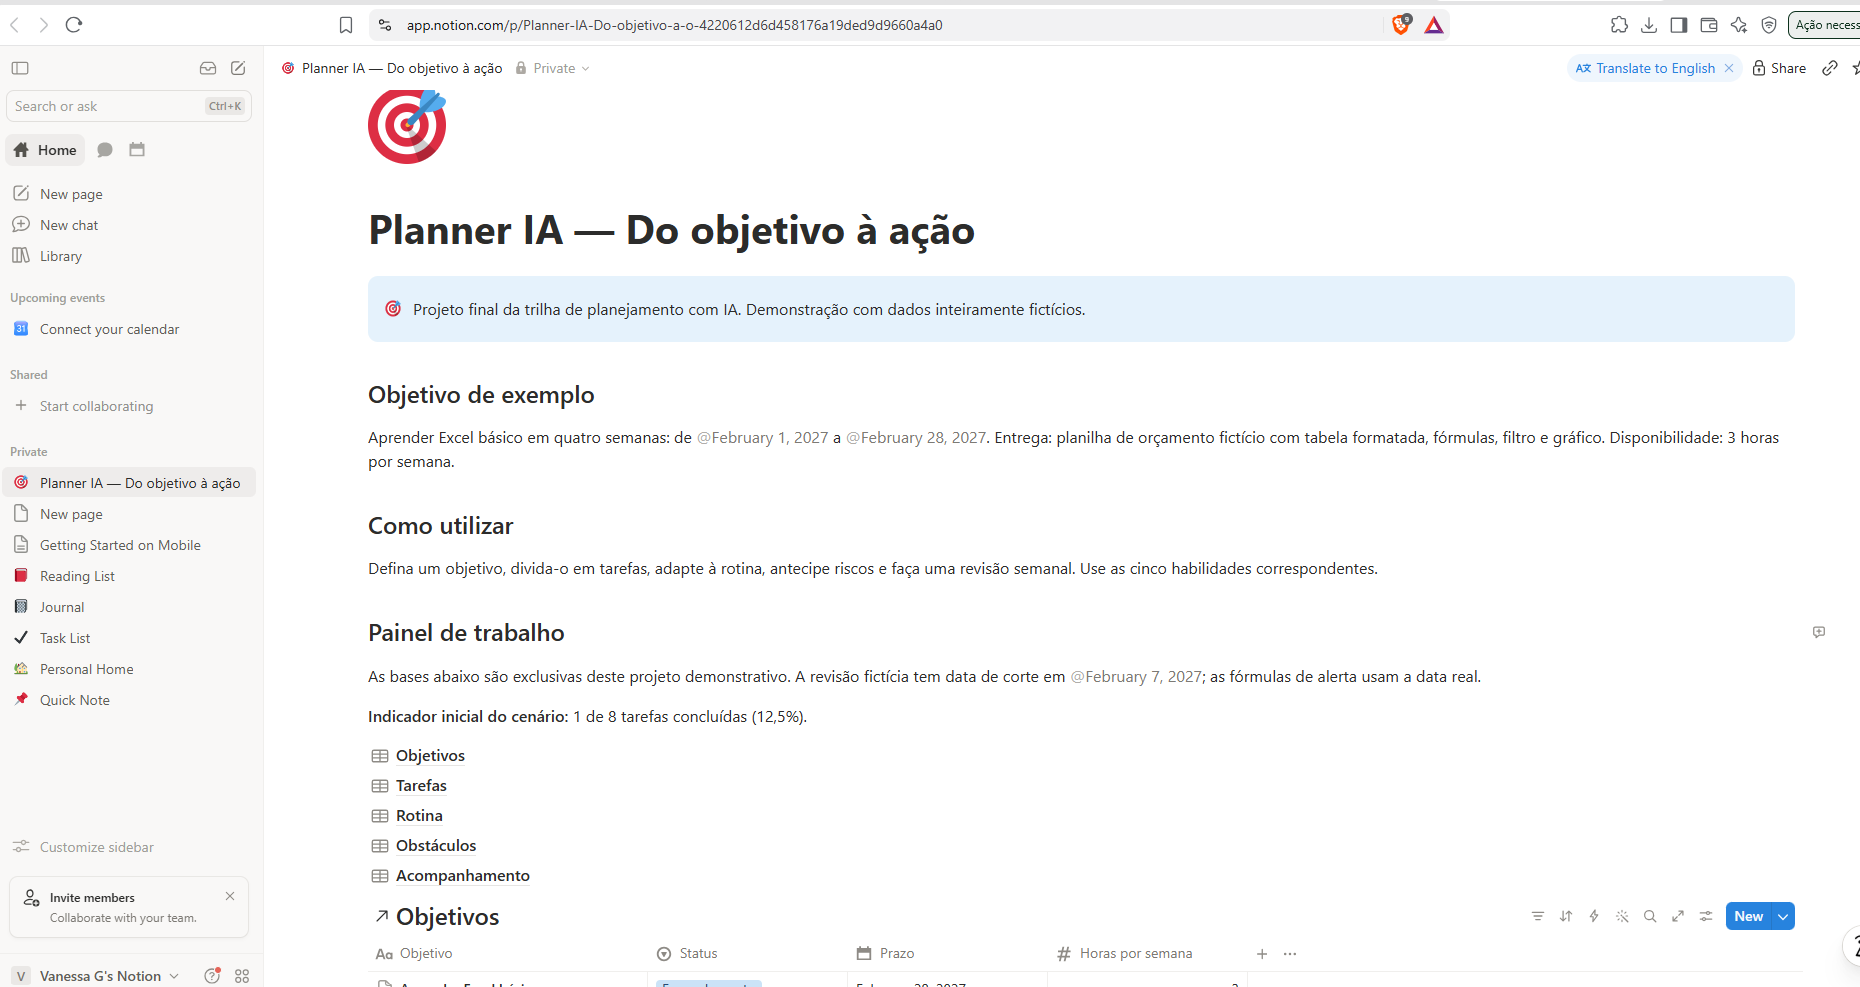 app.notion.com/p/Planner-IA-Do-objetivo-a-o-4220612d6d458176a19ded9d9660a4a0
9
Ação necess
Planner IA — Do objetivo à ação
Private
Translate to English
Share
Search or ask
Ctrl+K
Home
New page
New chat
Library
Upcoming events
31
Connect your calendar
Shared
Start collaborating
Private
Planner IA — Do objetivo à ação
New page
Getting Started on Mobile
Reading List
Journal
Task List
Personal Home
Quick Note
Customize sidebar
Invite members
Collaborate with your team.
V
Vanessa G's Notion
Planner IA — Do objetivo à ação
Projeto final da trilha de planejamento com IA. Demonstração com dados inteiramente fictícios.
Objetivo de exemplo
Aprender Excel básico em quatro semanas: de @February 1, 2027 a @February 28, 2027. Entrega: planilha de orçamento fictício com tabela formatada, fórmulas, filtro e gráfico. Disponibilidade: 3 horas
por semana.
Como utilizar
Defina um objetivo, divida-o em tarefas, adapte à rotina, antecipe riscos e faça uma revisão semanal. Use as cinco habilidades correspondentes.
Painel de trabalho
As bases abaixo são exclusivas deste projeto demonstrativo. A revisão fictícia tem data de corte em @February 7, 2027; as fórmulas de alerta usam a data real.
Indicador inicial do cenário: 1 de 8 tarefas concluídas (12,5%).
Objetivos
Tarefas
Rotina
Obstáculos
Acompanhamento
Objetivos
New
Aa Objetivo
Status
Prazo
# Horas por semana